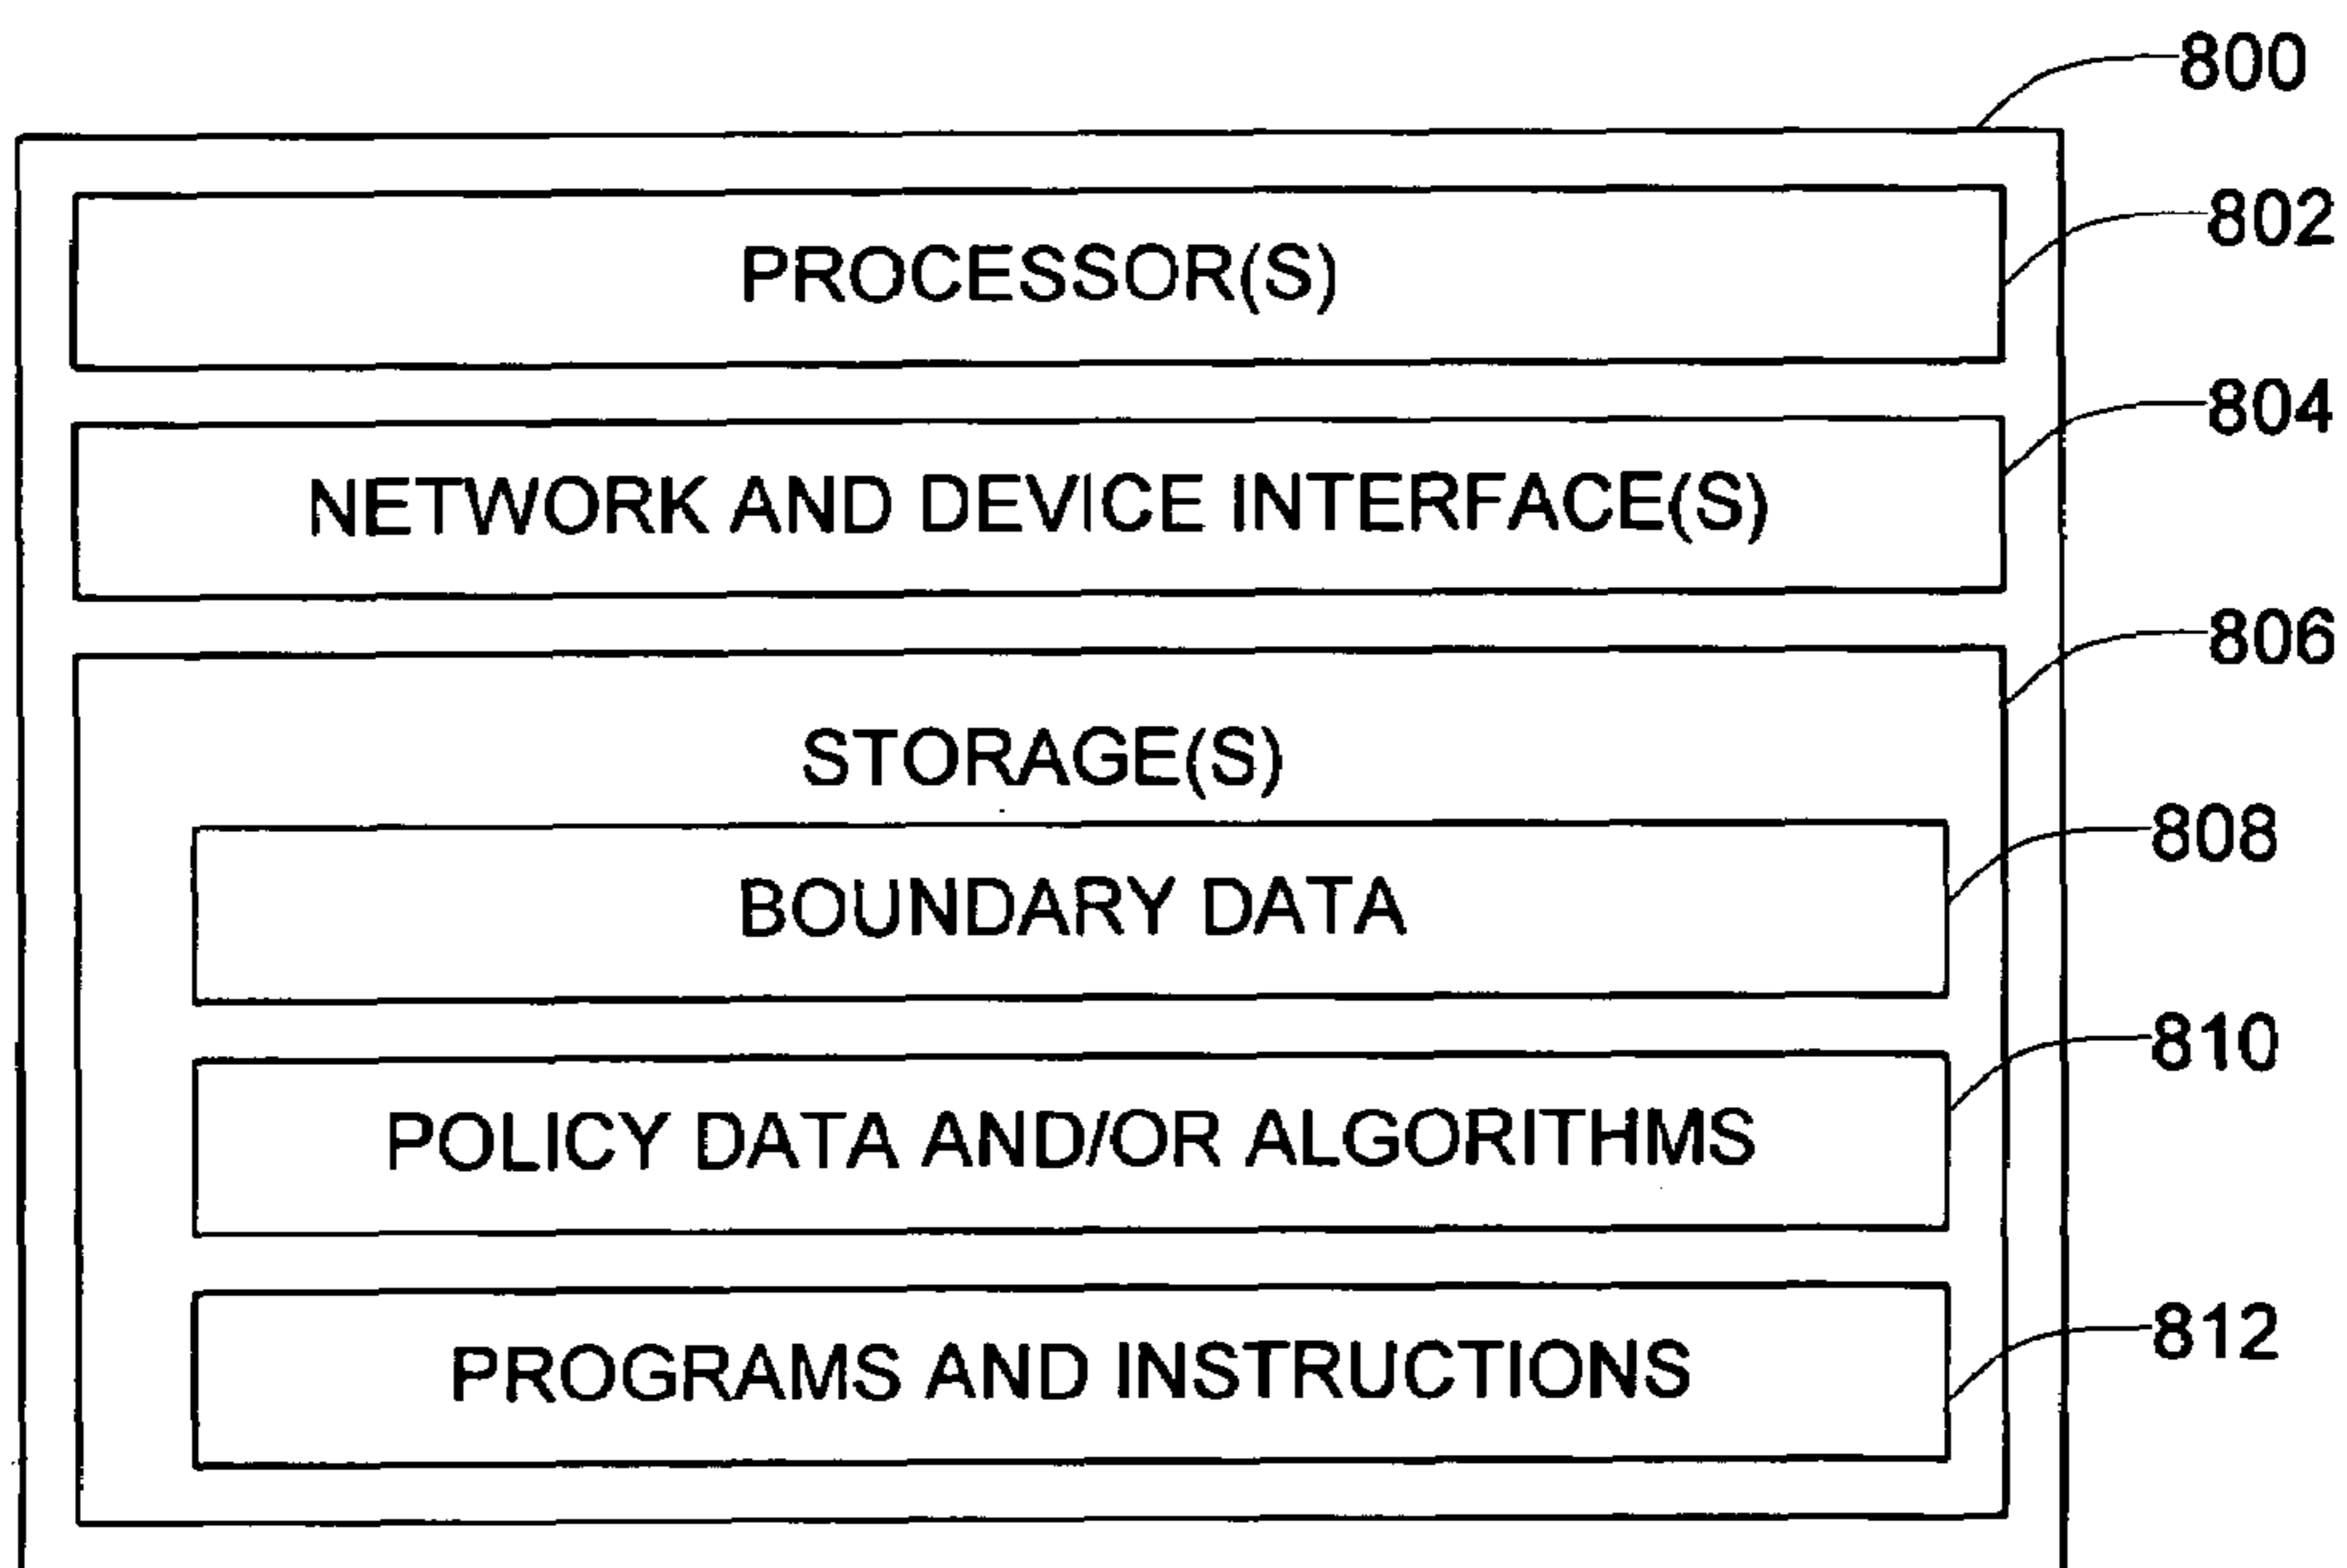 800
PROCESSOR(S)
802
NETWORK AND DEVICE INTERFACE(S)
804
STORAGE(S)
806
BOUNDARY DATA
808
POLICY DATA AND/OR ALGORITHMS
810
PROGRAMS AND INSTRUCTIONS
812